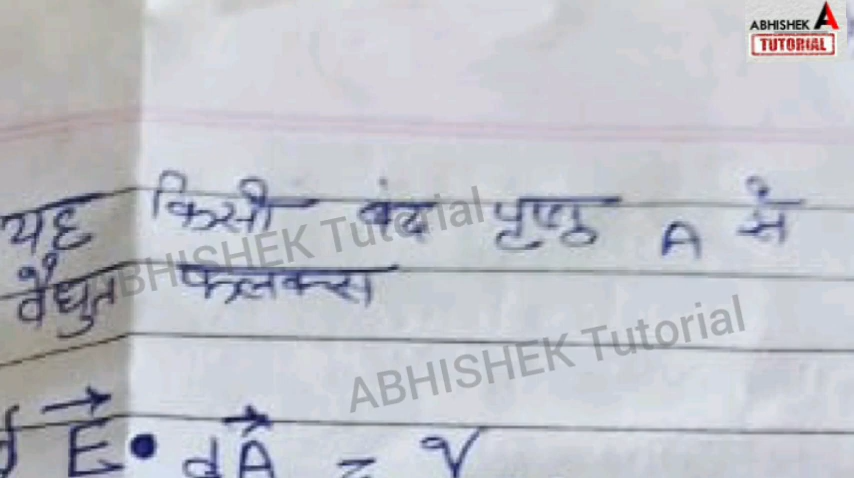 ABHISHEK A
TUTORIAL
यह किसी बंद पृष्ठ A से
वैद्युत फ्लक्स
ABHISHEK Tutorial
ABHISHEK Tutorial
E⃗ • dA⃗ =